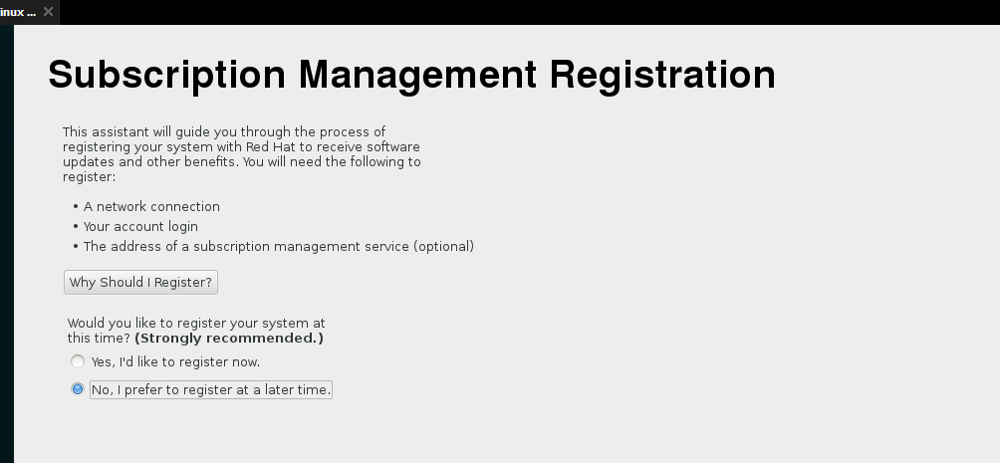 inux ...
Subscription Management Registration
This assistant will guide you through the process of
registering your system with Red Hat to receive software
updates and other benefits. You will need the following to
register:
• A network connection
• Your account login
• The address of a subscription management service (optional)
Why Should I Register?
Would you like to register your system at
this time? (Strongly recommended.)
Yes, I'd like to register now.
No, I prefer to register at a later time.